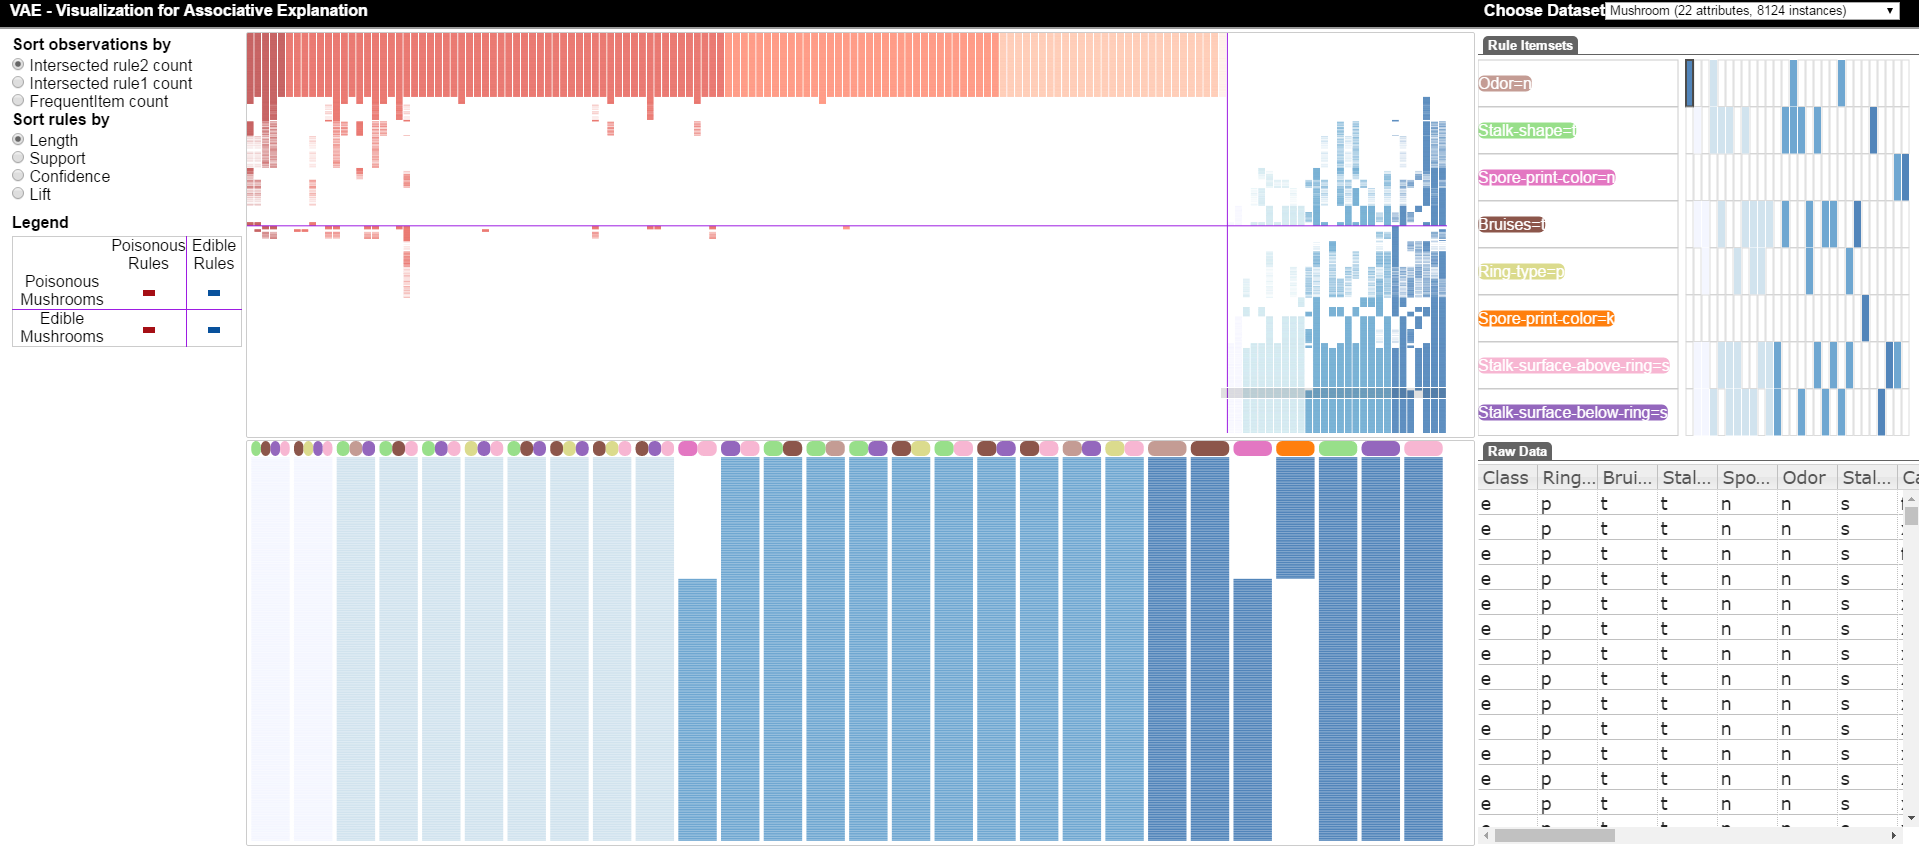 VAE - Visualization for Associative Explanation
Choose Dataset Mushroom (22 attributes, 8124 instances)
Sort observations by
Intersected rule2 count
Intersected rule1 count
FrequentItem count
Sort rules by
Length
Support
Confidence
Lift
Legend
Poisonous Rules
Edible Rules
Poisonous Mushrooms
Edible Mushrooms
Rule Itemsets
Odor=n
Stalk-shape=t
Spore-print-color=n
Bruises=t
Ring-type=p
Spore-print-color=k
Stalk-surface-above-ring=s
Stalk-surface-below-ring=s
Raw Data
Class Ring... Brui... Stal... Spo... Odor Stal... Ca
e p t t n n s
e p t t n n s
e p t t n n s
e p t t n n s
e p t t n n s
e p t t n n s
e p t t n n s
e p t t n n s
e p t t n n s
e p t t n n s
e p t t n n s
e p t t n n s
e p t t n n s